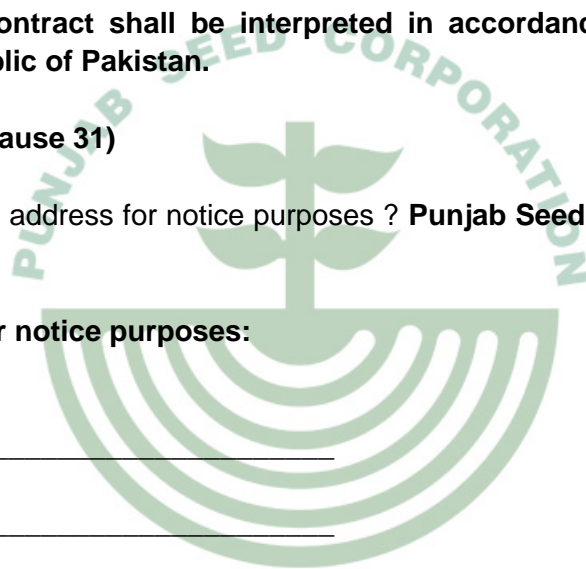 ontract shall be interpreted in accordanc
blic of Pakistan.
PUNJAB SEED CORPORATION
ause 31)
address for notice purposes ? Punjab Seed
r notice purposes: